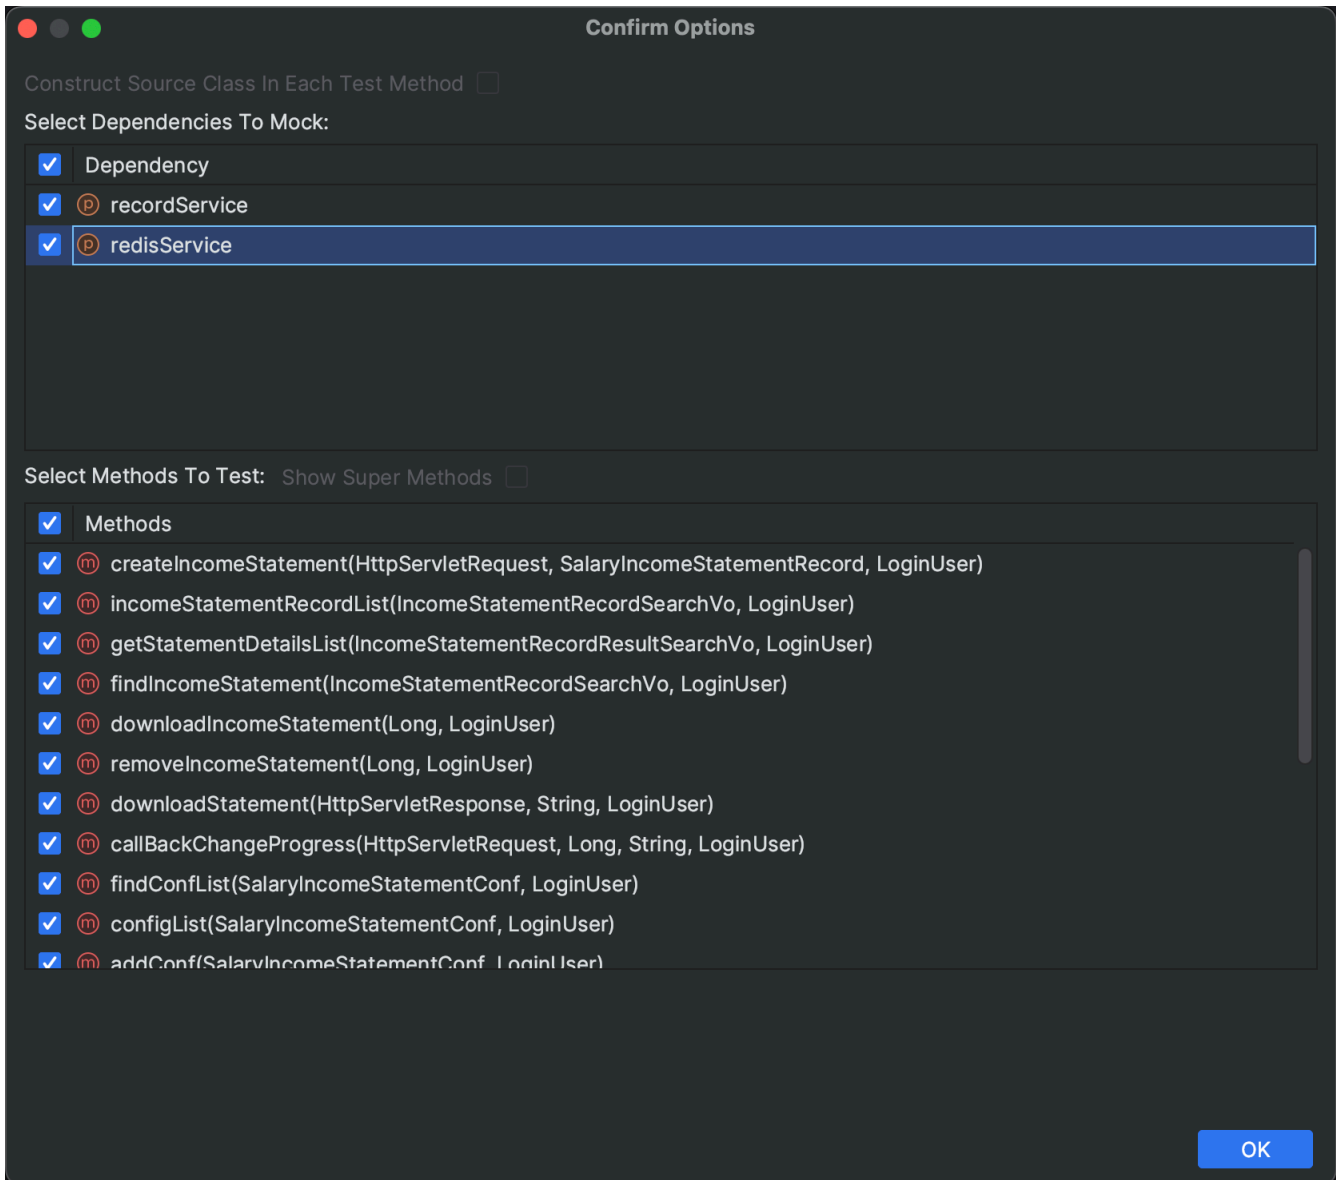 Confirm Options
Construct Source Class In Each Test Method
Select Dependencies To Mock:
Dependency
p recordService
p redisService
Select Methods To Test: Show Super Methods
Methods
m createIncomeStatement(HttpServletRequest, SalaryIncomeStatementRecord, LoginUser)
m incomeStatementRecordList(IncomeStatementRecordSearchVo, LoginUser)
m getStatementDetailsList(IncomeStatementRecordResultSearchVo, LoginUser)
m findIncomeStatement(IncomeStatementRecordSearchVo, LoginUser)
m downloadIncomeStatement(Long, LoginUser)
m removeIncomeStatement(Long, LoginUser)
m downloadStatement(HttpServletResponse, String, LoginUser)
m callBackChangeProgress(HttpServletRequest, Long, String, LoginUser)
m findConfList(SalaryIncomeStatementConf, LoginUser)
m configList(SalaryIncomeStatementConf, LoginUser)
m addConf(SalaryIncomeStatementConf, LoginUser)
OK